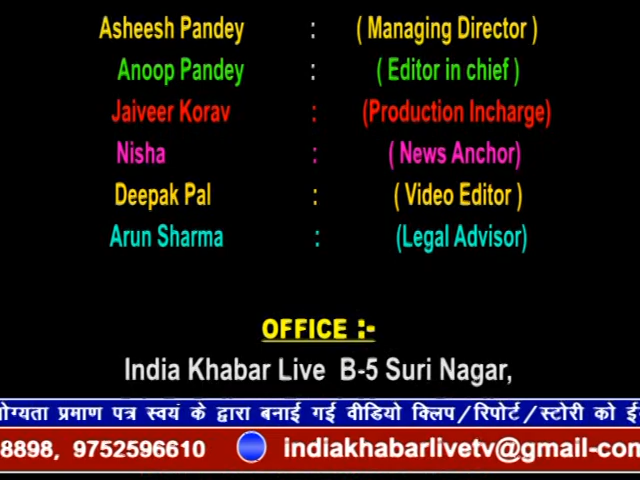 Asheesh Pandey : ( Managing Director )
Anoop Pandey : ( Editor in chief )
Jaiveer Korav : (Production Incharge)
Nisha : ( News Anchor)
Deepak Pal : ( Video Editor )
Arun Sharma : (Legal Advisor)
OFFICE :-
India Khabar Live B-5 Suri Nagar,
प्रमाण पत्र स्वयं के द्वारा बनाई गई वीडियो क्लिप/रिपोर्ट/स्टोरी को
8898, 9752596610 indiakhabarlivetv@gmail-com